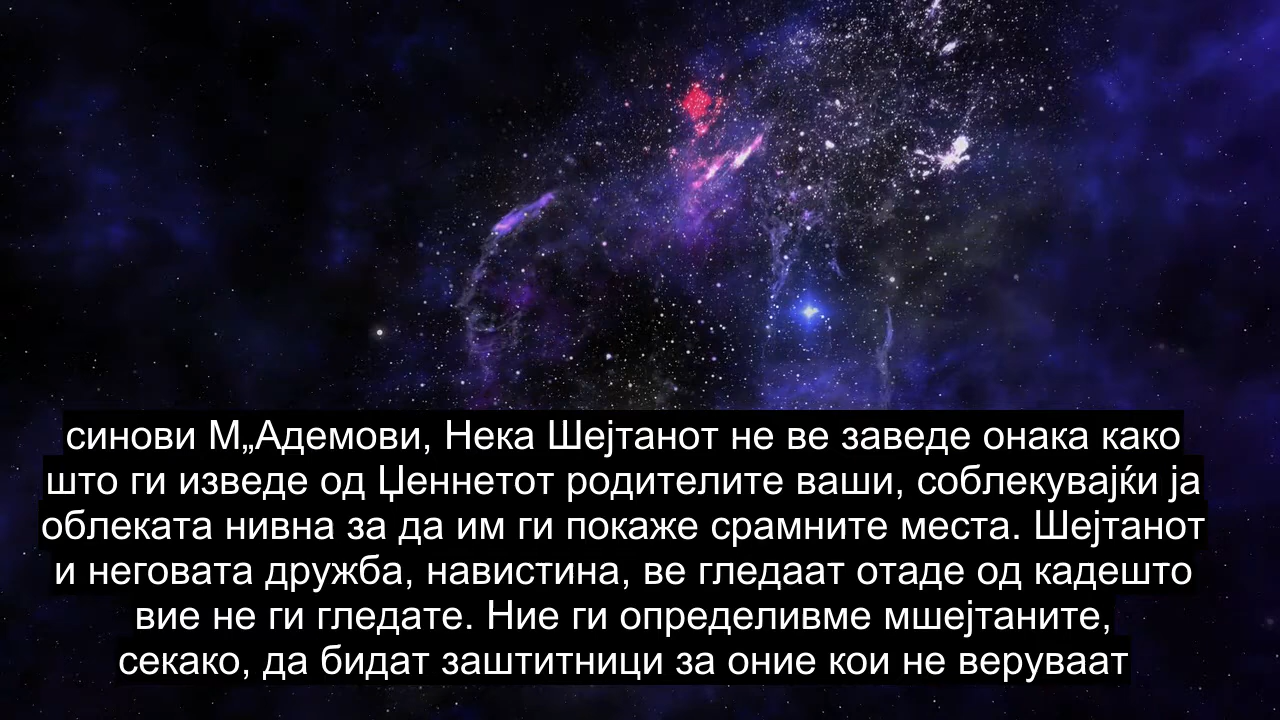 синови М„Адемови, Нека Шејтанот не ве заведе онака како
што ги изведе од Џеннетот родителите ваши, соблекувајќи ја
облеката нивна за да им ги покаже срамните места. Шејтанот
и неговата дружба, навистина, ве гледаат отаде од кадешто
вие не ги гледате. Ние ги определивме мшејтаните,
секако, да бидат заштитници за оние кои не веруваат